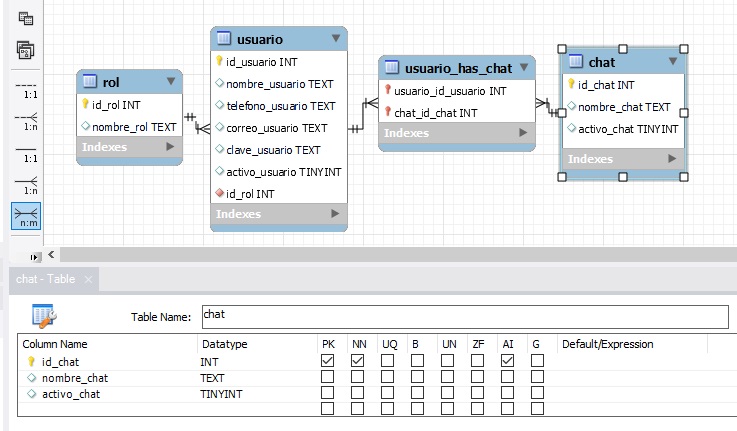 1:1
1:n
1:1
1:n
n:m
rol
id_rol INT
nombre_rol TEXT
Indexes
usuario
id_usuario INT
nombre_usuario TEXT
telefono_usuario TEXT
correo_usuario TEXT
clave_usuario TEXT
activo_usuario TINYINT
id_rol INT
Indexes
usuario_has_chat
usuario_id_usuario INT
chat_id_chat INT
Indexes
chat
id_chat INT
nombre_chat TEXT
activo_chat TINYINT
Indexes
chat - Table
Table Name: chat
Column Name Datatype PK NN UQ B UN ZF AI G Default/Expression
id_chat INT
nombre_chat TEXT
activo_chat TINYINT